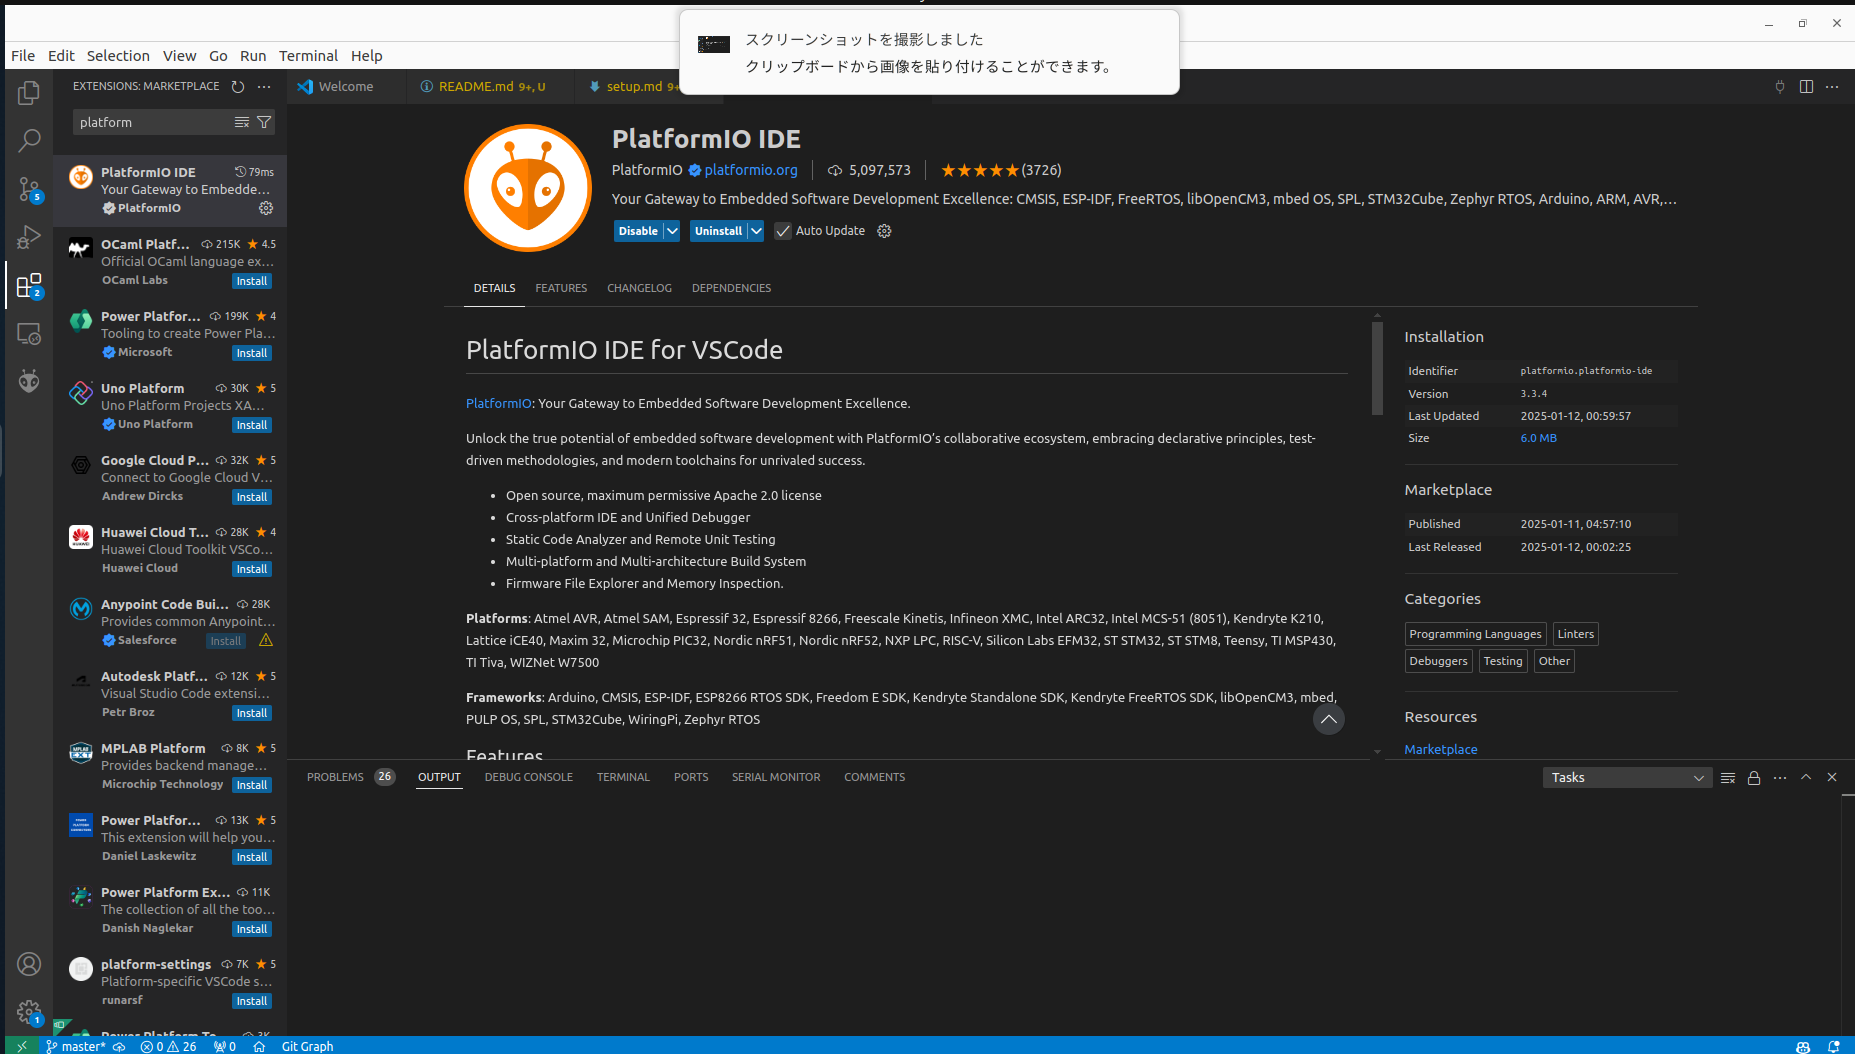 スクリーンショットを撮影しました
クリップボードから画像を貼り付けることができます。
File Edit Selection View Go Run Terminal Help
EXTENSIONS: MARKETPLACE
Welcome
README.md 9+, U
setup.md 9+
platform
PlatformIO IDE 79ms
Your Gateway to Embedde...
PlatformIO
OCaml Platf... 215K 4.5
Official OCaml language ex...
OCaml Labs Install
Power Platfor... 199K 4
Tooling to create Power Pla...
Microsoft Install
Uno Platform 30K 5
Uno Platform Projects XA...
Uno Platform Install
Google Cloud P... 32K 5
Connect to Google Cloud V...
Andrew Dircks Install
Huawei Cloud T... 28K 4
Huawei Cloud Toolkit VSCo...
Huawei Cloud Install
Anypoint Code Bui... 28K
Provides common Anypoint...
Salesforce Install
Autodesk Platf... 12K 5
Visual Studio Code extensi...
Petr Broz Install
MPLAB Platform 8K 5
Provides backend manage...
Microchip Technology Install
Power Platfor... 13K 5
This extension will help you...
Daniel Laskewitz Install
Power Platform Ex... 11K
The collection of all the too...
Danish Naglekar Install
platform-settings 7K 5
Platform-specific VSCode s...
runarsf Install
PlatformIO IDE
PlatformIO platformio.org 5,097,573 (3726)
Your Gateway to Embedded Software Development Excellence: CMSIS, ESP-IDF, FreeRTOS, libOpenCM3, mbed OS, SPL, STM32Cube, Zephyr RTOS, Arduino, ARM, AVR,...
Disable Uninstall Auto Update
DETAILS FEATURES CHANGELOG DEPENDENCIES
PlatformIO IDE for VSCode
PlatformIO: Your Gateway to Embedded Software Development Excellence.
Unlock the true potential of embedded software development with PlatformIO's collaborative ecosystem, embracing declarative principles, test-
driven methodologies, and modern toolchains for unrivaled success.
• Open source, maximum permissive Apache 2.0 license
• Cross-platform IDE and Unified Debugger
• Static Code Analyzer and Remote Unit Testing
• Multi-platform and Multi-architecture Build System
• Firmware File Explorer and Memory Inspection.
Platforms: Atmel AVR, Atmel SAM, Espressif 32, Espressif 8266, Freescale Kinetis, Infineon XMC, Intel ARC32, Intel MCS-51 (8051), Kendryte K210,
Lattice iCE40, Maxim 32, Microchip PIC32, Nordic nRF51, Nordic nRF52, NXP LPC, RISC-V, Silicon Labs EFM32, ST STM32, ST STM8, Teensy, TI MSP430,
TI Tiva, WIZNet W7500
Frameworks: Arduino, CMSIS, ESP-IDF, ESP8266 RTOS SDK, Freedom E SDK, Kendryte Standalone SDK, Kendryte FreeRTOS SDK, libOpenCM3, mbed,
PULP OS, SPL, STM32Cube, WiringPi, Zephyr RTOS
Features
Installation
Identifier platformio.platformio-ide
Version 3.3.4
Last Updated 2025-01-12, 00:59:57
Size 6.0 MB
Marketplace
Published 2025-01-11, 04:57:10
Last Released 2025-01-12, 00:02:25
Categories
Programming Languages Linters
Debuggers Testing Other
Resources
Marketplace
PROBLEMS 26 OUTPUT DEBUG CONSOLE TERMINAL PORTS SERIAL MONITOR COMMENTS
Tasks
master* 0 26 0 Git Graph